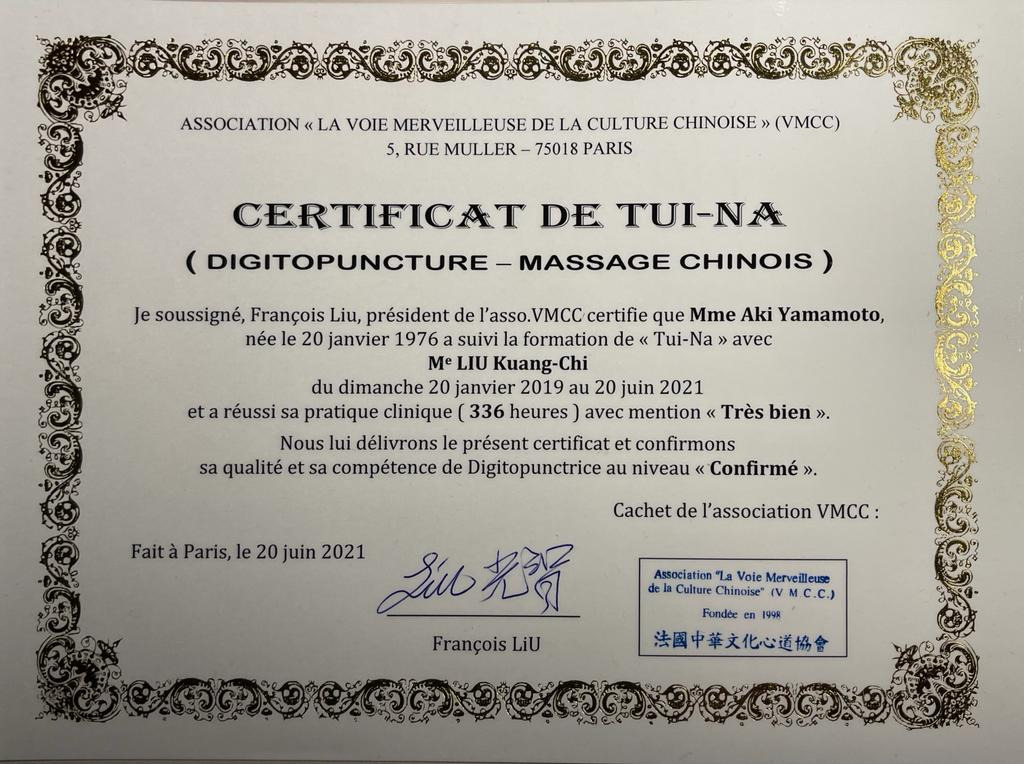 ASSOCIATION « LA VOIE MERVEILLEUSE DE LA CULTURE CHINOISE » (VMCC)
5, RUE MULLER – 75018 PARIS
CERTIFICAT DE TUI-NA
( DIGITOPUNCTURE – MASSAGE CHINOIS )
Je soussigné, François Liu, président de l'asso.VMCC certifie que Mme Aki Yamamoto,
née le 20 janvier 1976 a suivi la formation de « Tui-Na » avec
Me LIU Kuang-Chi
du dimanche 20 janvier 2019 au 20 juin 2021
et a réussi sa pratique clinique ( 336 heures ) avec mention « Très bien ».
Nous lui délivrons le présent certificat et confirmons
sa qualité et sa compétence de Digitopunctrice au niveau « Confirmé ».
Cachet de l'association VMCC :
Fait à Paris, le 20 juin 2021
Liu
François LiU
Association "La Voie Merveilleuse
de la Culture Chinoise" (V M C.C.)
Fondée en 1998
法國中華文化心道協會